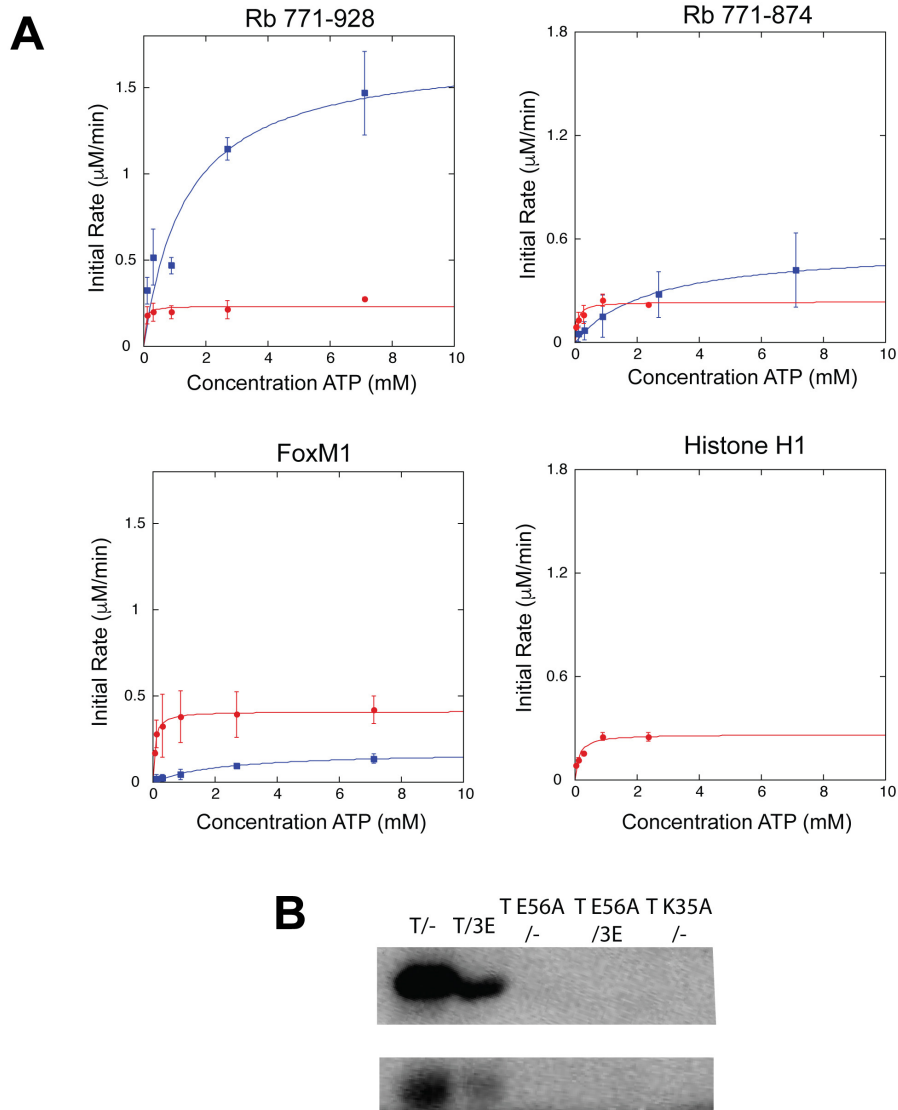 A
Rb 771-928
Initial Rate (μM/min)
1.5
1
0.5
0
0 2 4 6 8 10
Concentration ATP (mM)
Rb 771-874
Initial Rate (μM/min)
1.8
1.2
0.6
0
0 2 4 6 8 10
Concentration ATP (mM)
FoxM1
Initial Rate (μM/min)
1.5
1
0.5
0
0 2 4 6 8 10
Concentration ATP (mM)
Histone H1
Initial Rate (μM/min)
1.8
1.2
0.6
0
0 2 4 6 8 10
Concentration ATP (mM)
B
T/- T/3E T E56A /- T E56A /3E T K35A /-